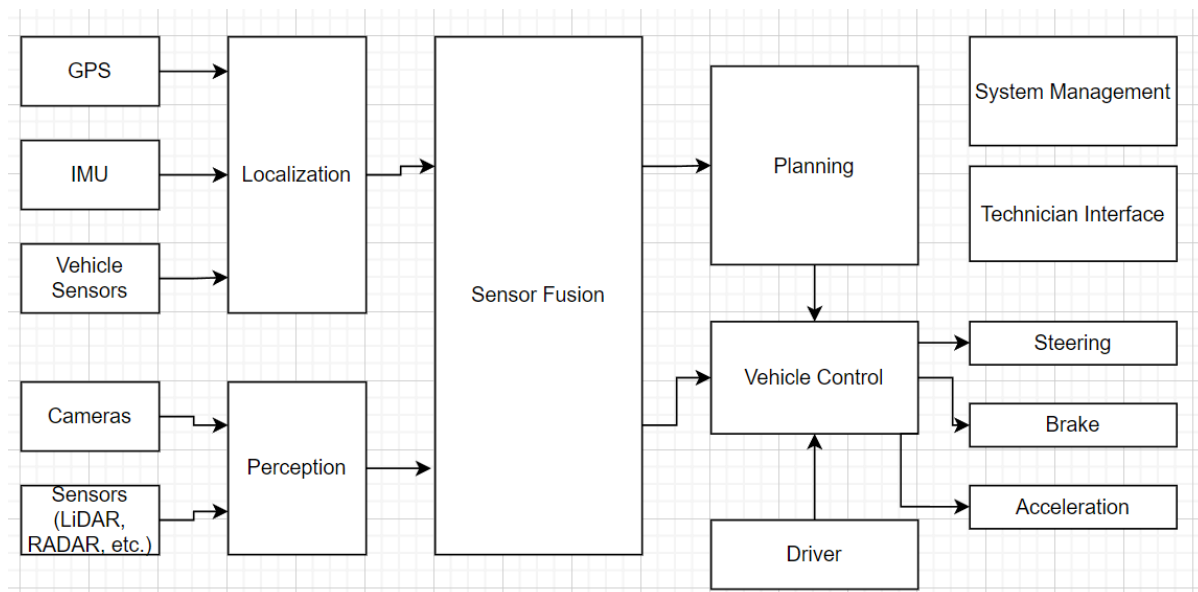 GPS
IMU
Vehicle
Sensors
Cameras
Sensors
(LiDAR,
RADAR, etc.)
Localization
Perception
Sensor Fusion
Planning
Vehicle Control
Driver
System Management
Technician Interface
Steering
Brake
Acceleration